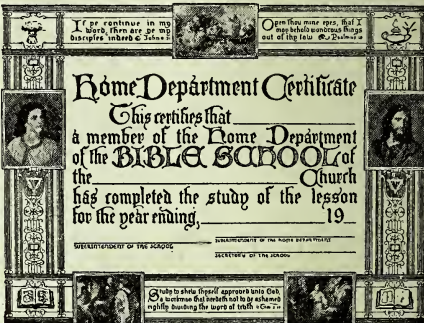 If ye continue in my
word, then are ye my
disciples indeed
Open thou mine eyes, that I
may behold wondrous things
out of thy law
Home Department Certificate
This certifies that
a member of the Home Department
of the BIBLE SCHOOL of
the Church
has completed the study of the lesson
for the year ending, 19
SUPERINTENDENT OF THE SCHOOL
SUPERINTENDENT OF THE HOME DEPARTMENT
SECRETARY OF THE SCHOOL
Study to shew thyself approved unto God,
a workman that needeth not to be ashamed
rightly dividing the word of truth